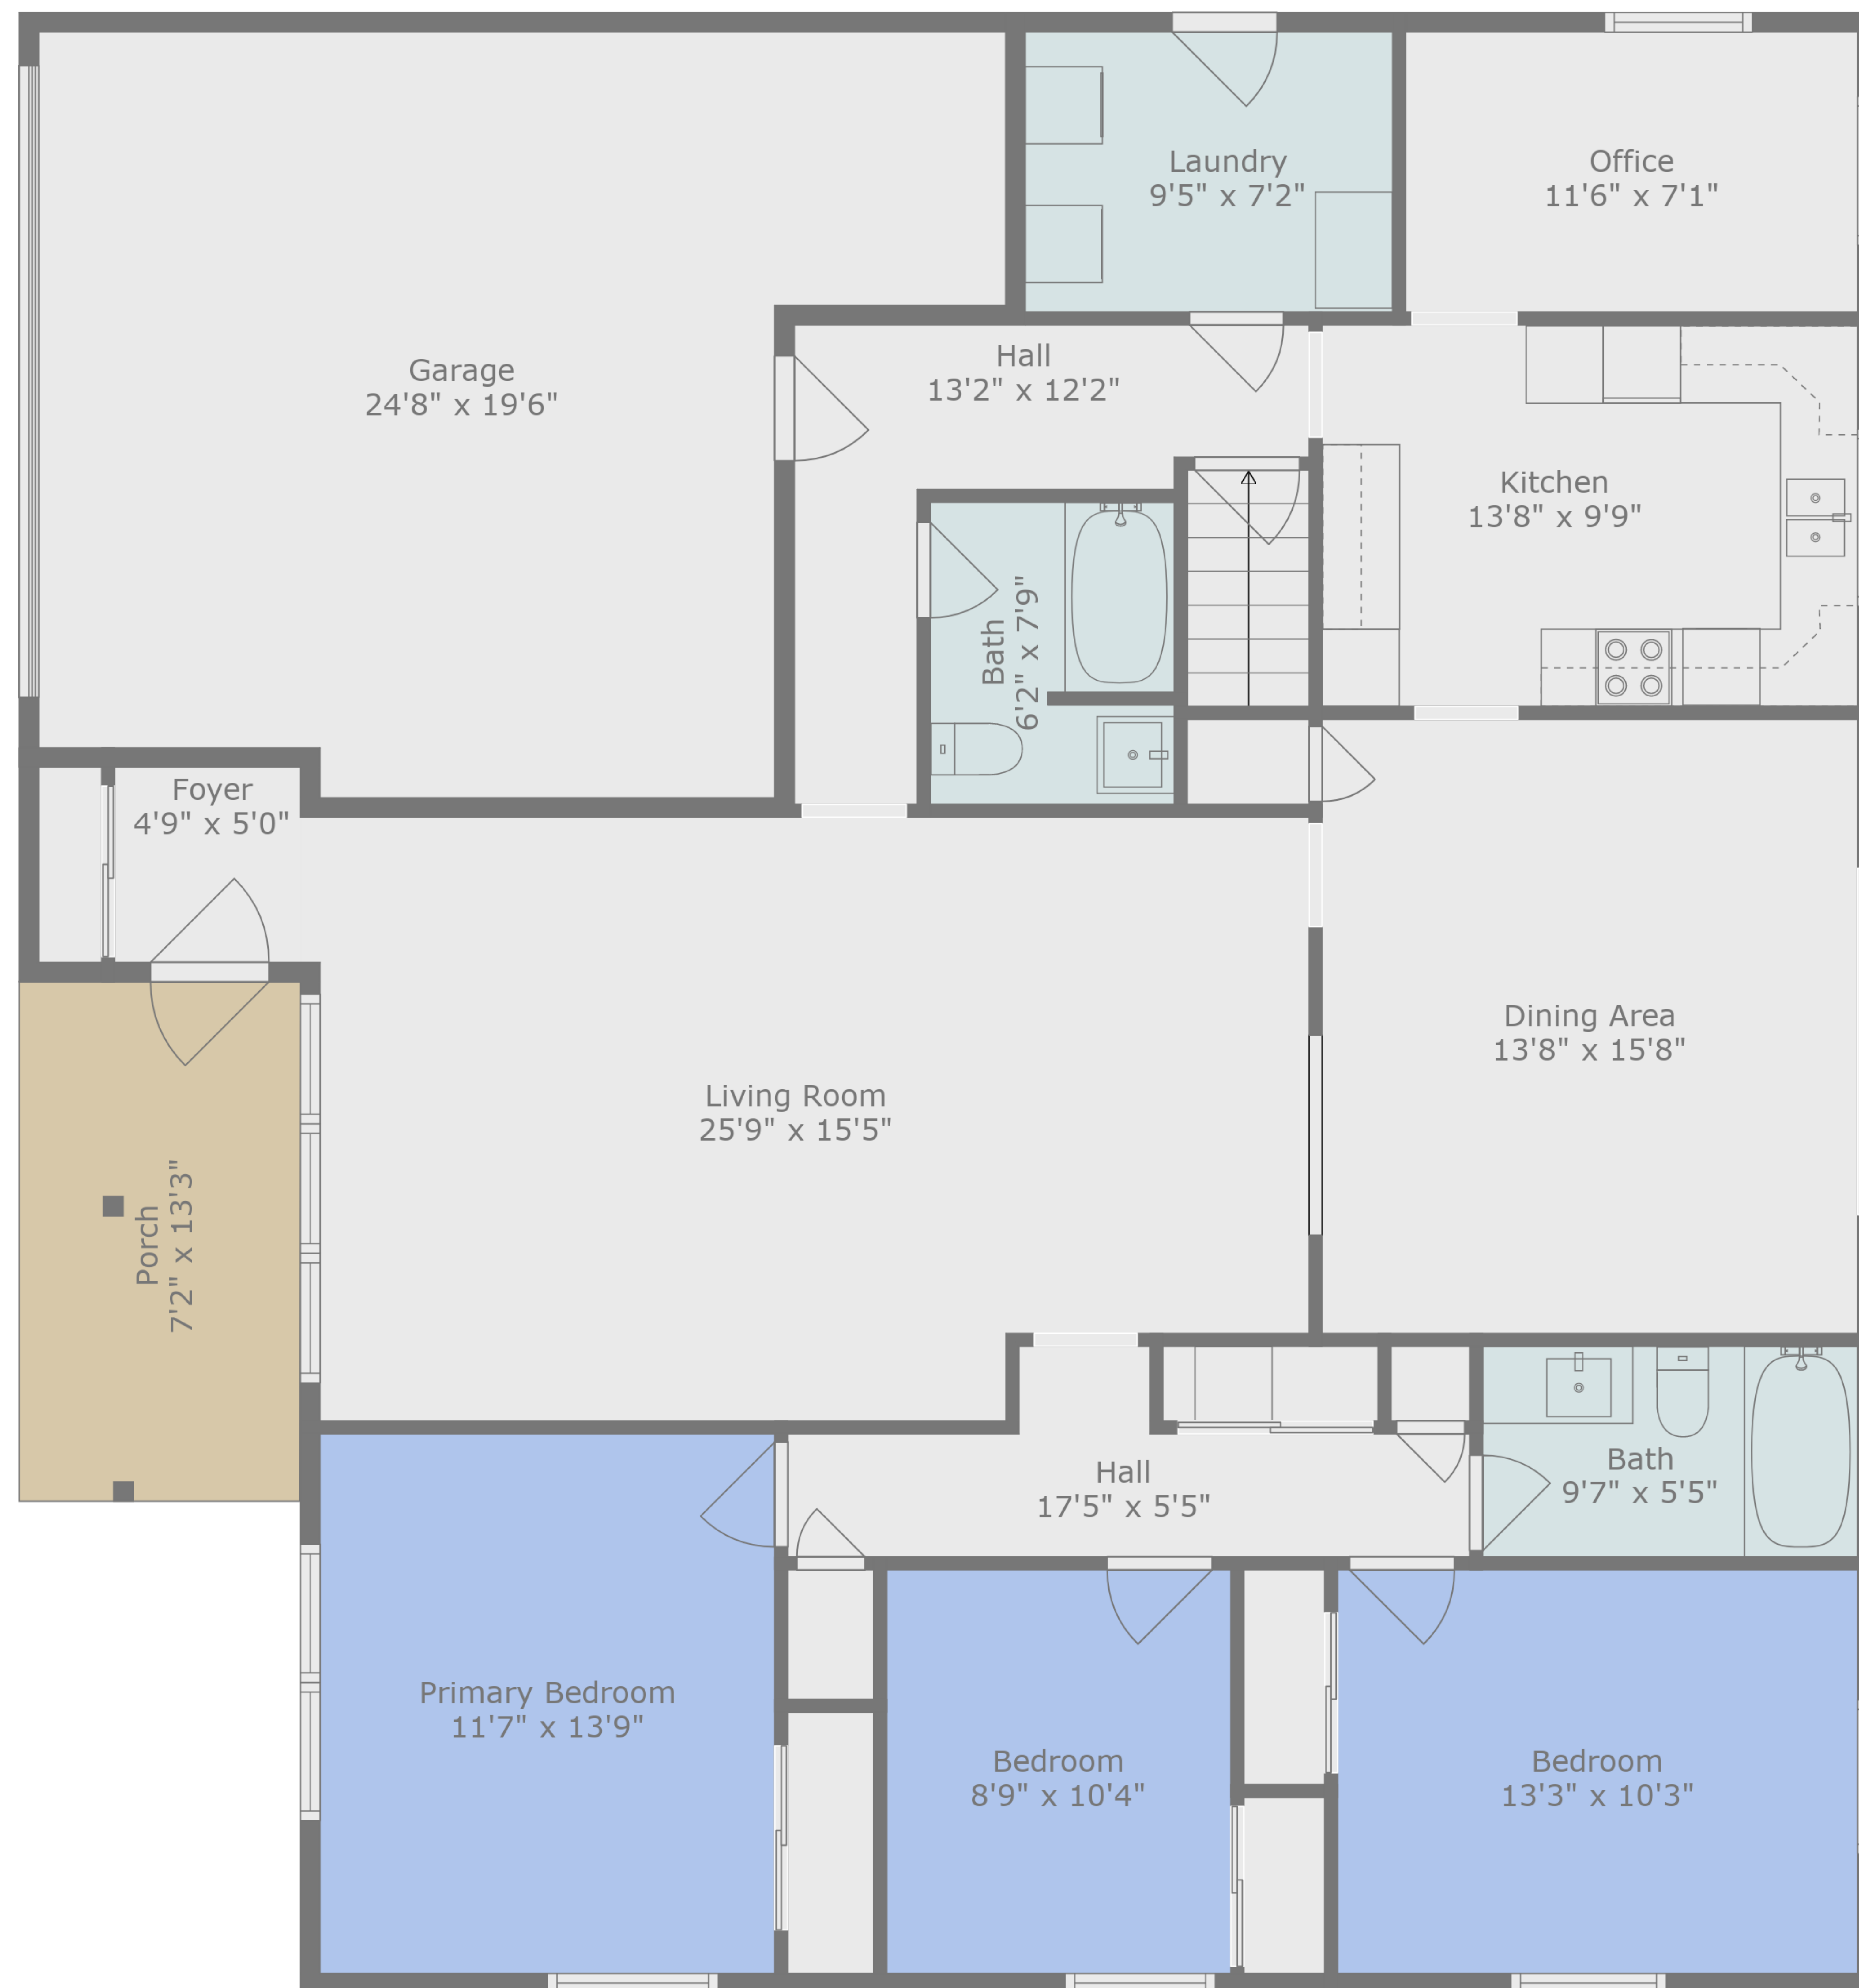 Laundry
9'5" x 7'2"
Office
11'6" x 7'1"
Garage
24'8" x 19'6"
Hall
13'2" x 12'2"
Kitchen
13'8" x 9'9"
Bath
6'2" x 7'9"
Foyer
4'9" x 5'0"
Dining Area
13'8" x 15'8"
Living Room
25'9" x 15'5"
Porch
7'2" x 13'3"
Hall
17'5" x 5'5"
Bath
9'7" x 5'5"
Primary Bedroom
11'7" x 13'9"
Bedroom
8'9" x 10'4"
Bedroom
13'3" x 10'3"